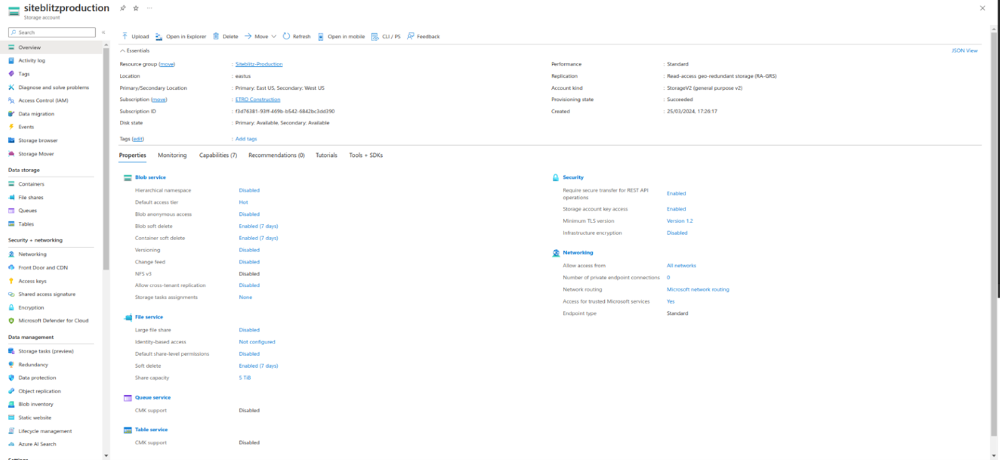 siteblitzproduction
Storage account
Search
Overview
Activity log
Tags
Diagnose and solve problems
Access Control (IAM)
Data migration
Events
Storage browser
Storage Mover
Data storage
Containers
File shares
Queues
Tables
Security + networking
Networking
Front Door and CDN
Access keys
Shared access signature
Encryption
Microsoft Defender for Cloud
Data management
Storage tasks (preview)
Redundancy
Data protection
Object replication
Blob inventory
Static website
Lifecycle management
Azure AI Search
Settings
Upload Open in Explorer Delete Move Refresh Open in mobile CLI / PS Feedback
Essentials JSON View
Resource group (move) : Siteblitz-Production
Location : eastus
Primary/Secondary Location : Primary: East US, Secondary: West US
Subscription (move) : ETRO Construction
Subscription ID : f3d76381-93ff-469b-b542-6842bc3dd390
Disk state : Primary: Available, Secondary: Available
Tags (edit) : Add tags
Performance : Standard
Replication : Read-access geo-redundant storage (RA-GRS)
Account kind : StorageV2 (general purpose v2)
Provisioning state : Succeeded
Created : 25/03/2024, 17:26:17
Properties Monitoring Capabilities (7) Recommendations (0) Tutorials Tools + SDKs
Blob service
Hierarchical namespace Disabled
Default access tier Hot
Blob anonymous access Disabled
Blob soft delete Enabled (7 days)
Container soft delete Enabled (7 days)
Versioning Disabled
Change feed Disabled
NFS v3 Disabled
Allow cross-tenant replication Disabled
Storage tasks assignments None
File service
Large file share Disabled
Identity-based access Not configured
Default share-level permissions Disabled
Soft delete Enabled (7 days)
Share capacity 5 TiB
Queue service
CMK support Disabled
Table service
CMK support Disabled
Security
Require secure transfer for REST API
operations Enabled
Storage account key access Enabled
Minimum TLS version Version 1.2
Infrastructure encryption Disabled
Networking
Allow access from All networks
Number of private endpoint connections 0
Network routing Microsoft network routing
Access for trusted Microsoft services Yes
Endpoint type Standard